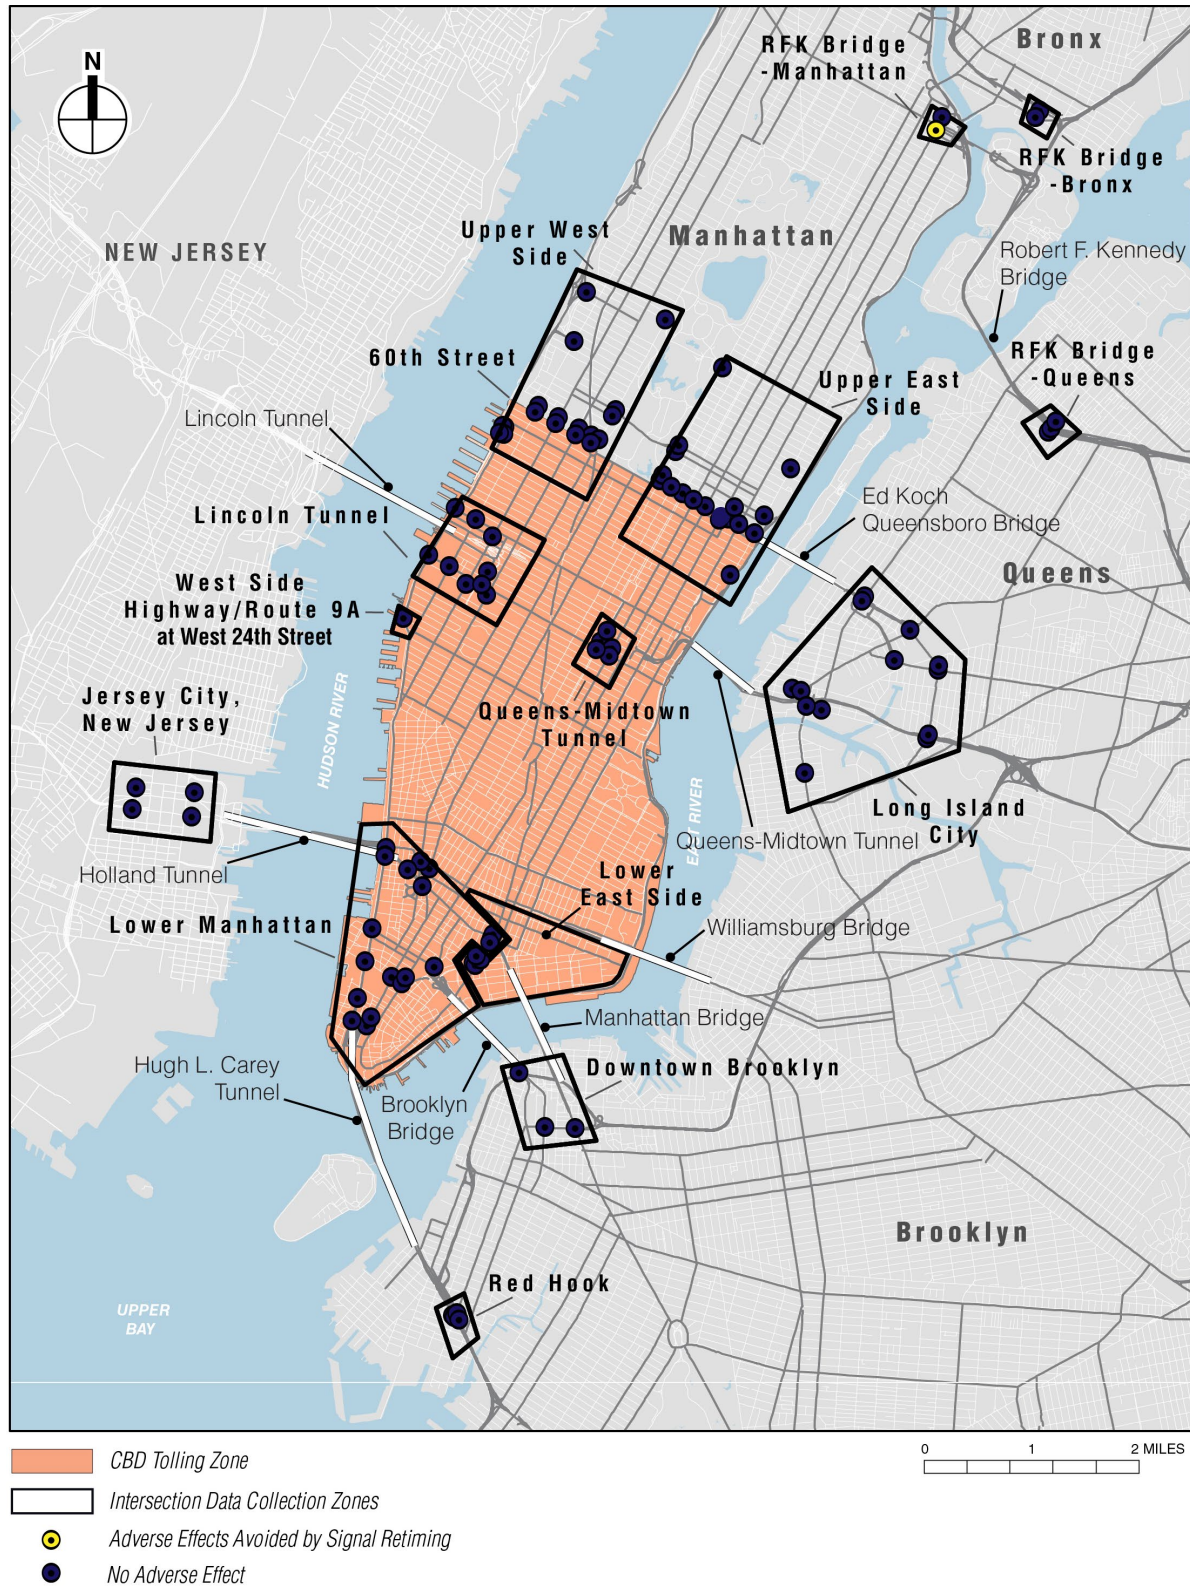 N
RFK Bridge
-Manhattan
Bronx
RFK Bridge
-Bronx
NEW JERSEY
Upper West
Side
Manhattan
Robert F. Kennedy
Bridge
60th Street
RFK Bridge
-Queens
Upper East
Side
Lincoln Tunnel
Ed Koch
Queensboro Bridge
Lincoln Tunnel
Queens
West Side
Highway/Route 9A
at West 24th Street
Jersey City,
New Jersey
HUDSON RIVER
Queens-Midtown
Tunnel
EAST RIVER
Long Island
City
Queens-Midtown Tunnel
Holland Tunnel
Lower
East Side
Lower Manhattan
Williamsburg Bridge
Manhattan Bridge
Hugh L. Carey
Tunnel
Downtown Brooklyn
Brooklyn
Bridge
Brooklyn
Red Hook
UPPER
BAY
CBD Tolling Zone
0 1 2 MILES
Intersection Data Collection Zones
Adverse Effects Avoided by Signal Retiming
No Adverse Effect